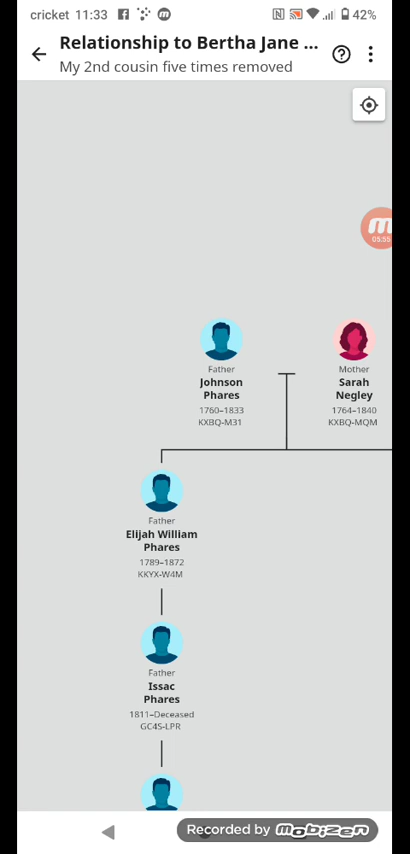 cricket 11:33 42%
Relationship to Bertha Jane ...
My 2nd cousin five times removed
05:55
Father
Johnson
Phares
1760–1833
KXBQ-M31
Mother
Sarah
Negley
1764–1840
KXBQ-MQM
Father
Elijah William
Phares
1789–1872
KKYX-W4M
Father
Issac
Phares
1811–Deceased
GC4S-LPR
Recorded by mobizen